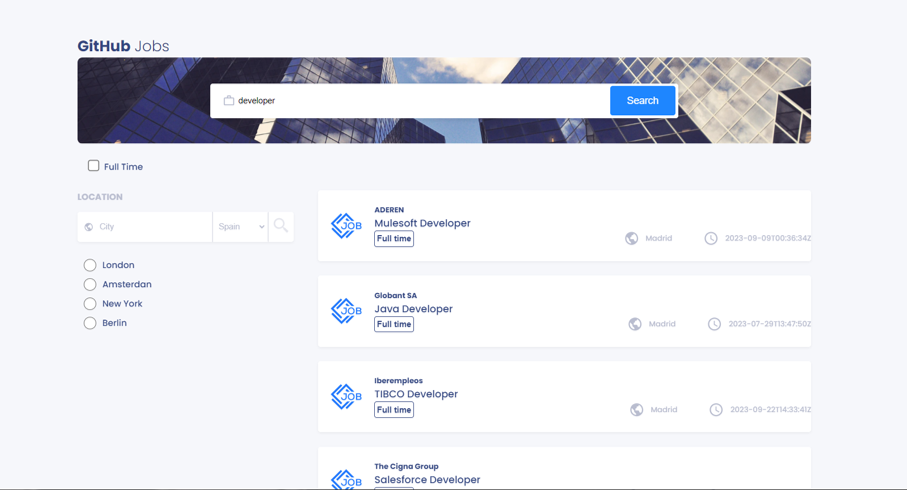 GitHub Jobs
developer
Search
Full Time
LOCATION
City
Spain
London
Amsterdan
New York
Berlin
JOB
ADEREN
Mulesoft Developer
Full time
Madrid
2023-09-09T00:36:34Z
JOB
Globant SA
Java Developer
Full time
Madrid
2023-07-29T13:47:50Z
JOB
Iberempleos
TIBCO Developer
Full time
Madrid
2023-09-22T14:33:41Z
JOB
The Cigna Group
Salesforce Developer
Full time